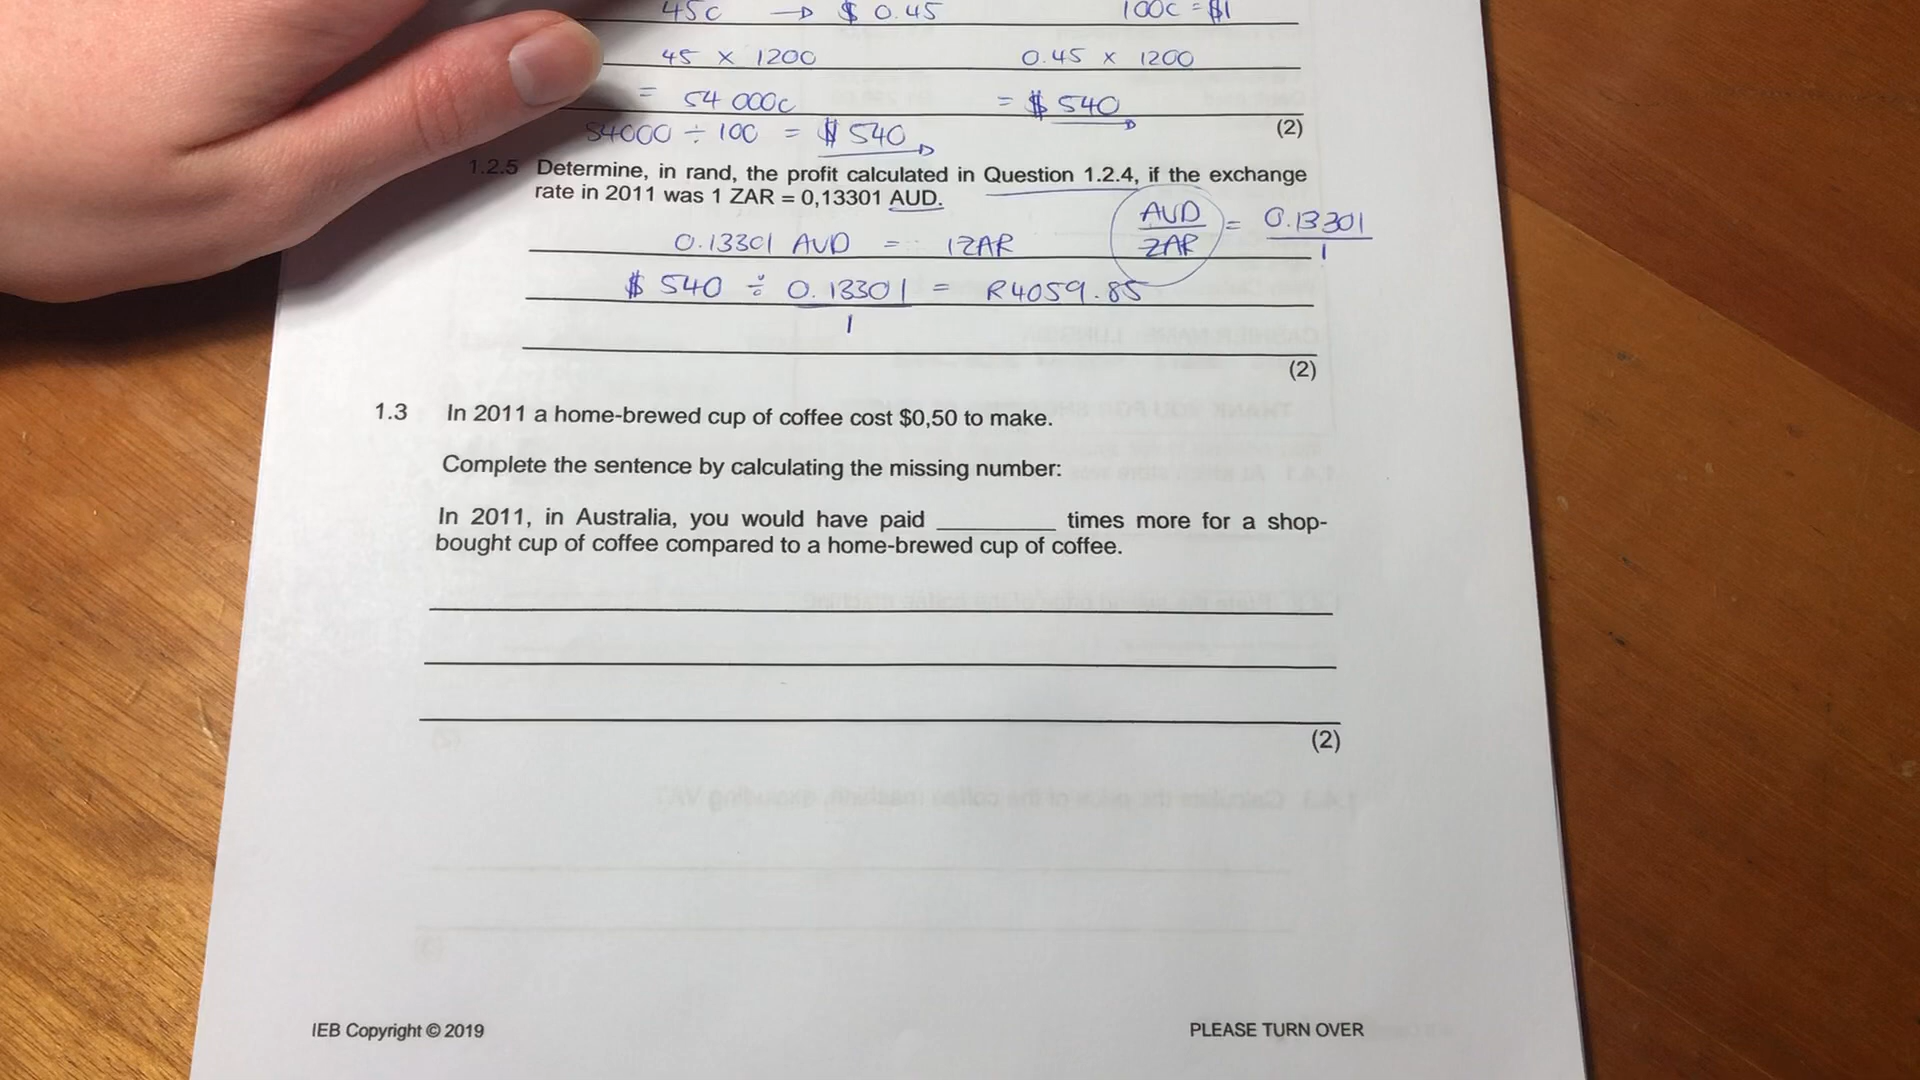 45c → $ 0.45 100c = $1
45 x 1200 0.45 x 1200
= 54 000c = $ 540
54000 ÷ 100 = $ 540 (2)
1.2.5 Determine, in rand, the profit calculated in Question 1.2.4, if the exchange
rate in 2011 was 1 ZAR = 0,13301 AUD.
AUD/ZAR = 0.13301/1
0.13301 AUD = 1ZAR
$ 540 ÷ 0.13301 = R4059.85
1
(2)
1.3 In 2011 a home-brewed cup of coffee cost $0,50 to make.
Complete the sentence by calculating the missing number:
In 2011, in Australia, you would have paid __________ times more for a shop-
bought cup of coffee compared to a home-brewed cup of coffee.
(2)
IEB Copyright © 2019 PLEASE TURN OVER